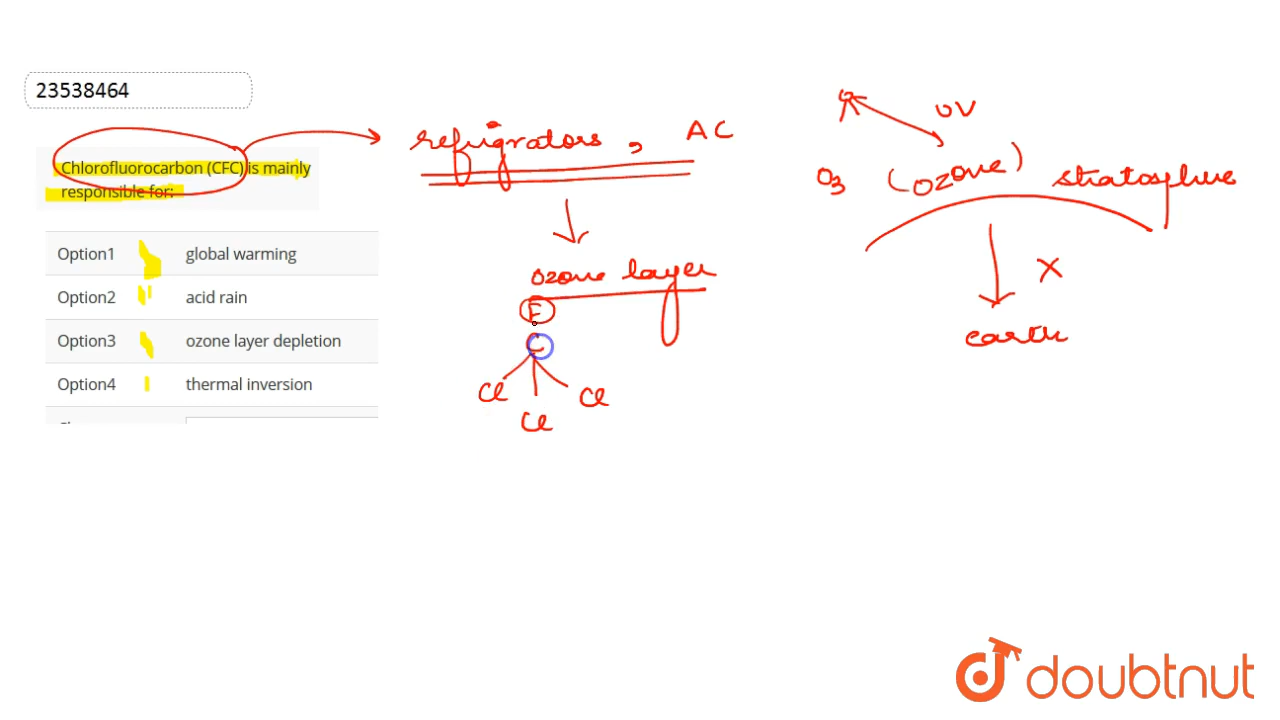 23538464
Chlorofluorocarbon (CFC) is mainly
responsible for:
Option1 global warming
Option2 acid rain
Option3 ozone layer depletion
Option4 thermal inversion
refrigrators, AC
ozone layer
F
C
Cl Cl
Cl
UV
O3 (ozone) stratosphere
X
earth
doubtnut